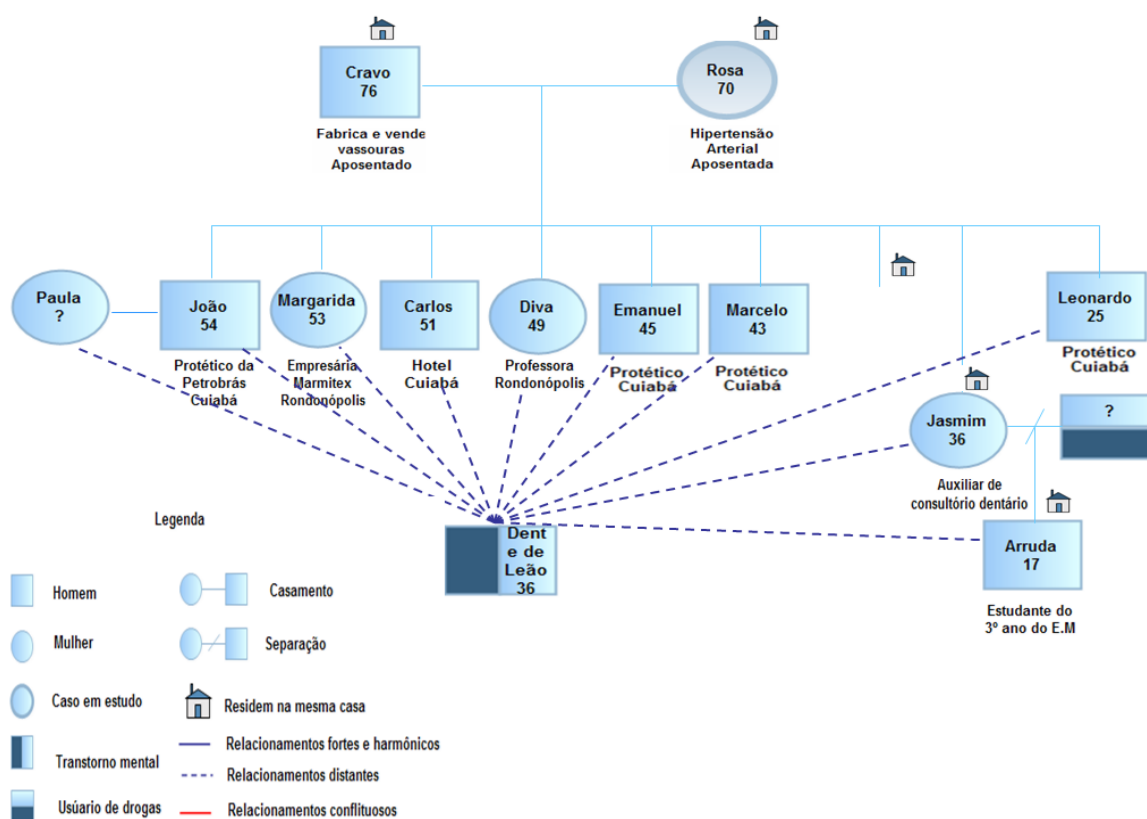 Cravo
76
Fabrica e vende
vassouras
Aposentado
Rosa
70
Hipertensão
Arterial
Aposentada
Paula
?
João
54
Protético da
Petrobrás
Cuiabá
Margarida
53
Empresária
Marmitex
Rondonópolis
Carlos
51
Hotel
Cuiabá
Diva
49
Professora
Rondonópolis
Emanuel
45
Protético
Cuiabá
Marcelo
43
Protético
Cuiabá
Leonardo
25
Protético
Cuiabá
Jasmim
36
Auxiliar de
consultório dentário
?
Dent
e de
Leão
36
Arruda
17
Estudante do
3º ano do E.M
Legenda
Homem
Casamento
Mulher
Separação
Caso em estudo
Residem na mesma casa
Transtorno mental
Relacionamentos fortes e harmônicos
Relacionamentos distantes
Usúario de drogas
Relacionamentos conflituosos